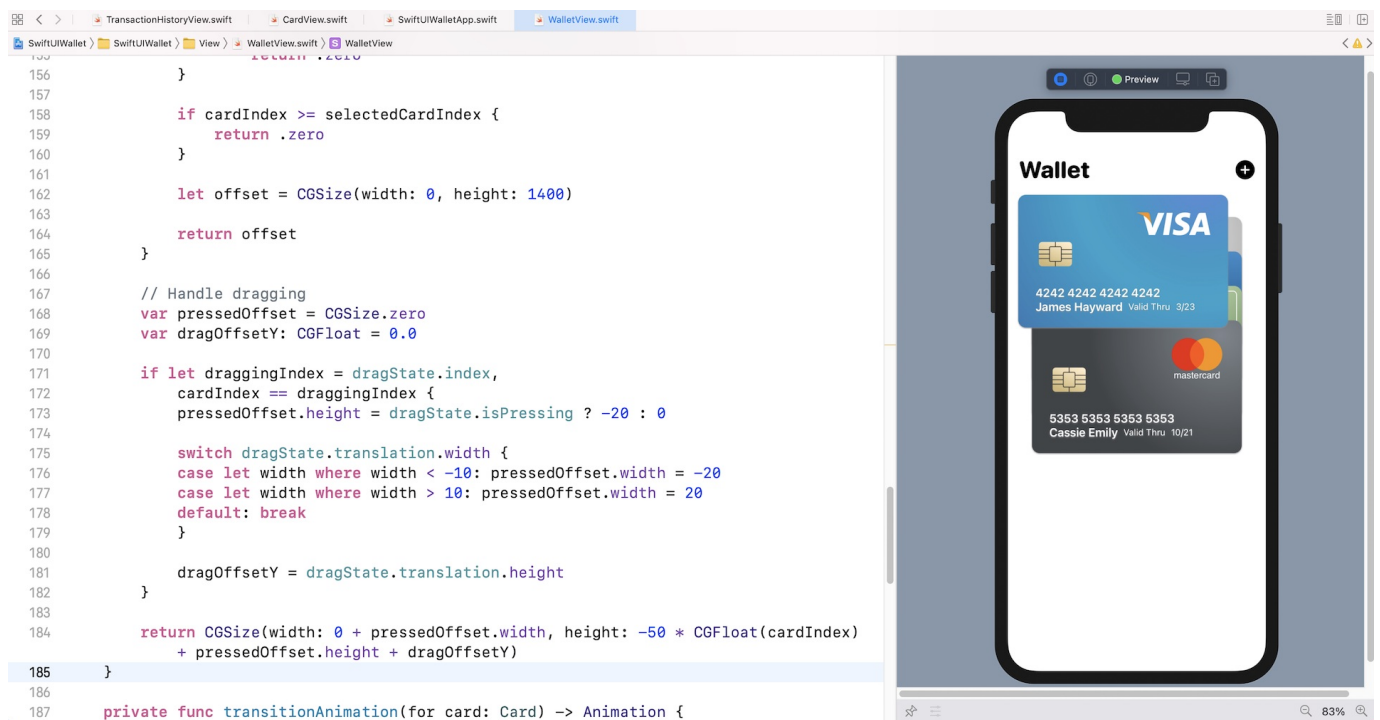 TransactionHistoryView.swift CardView.swift SwiftUIWalletApp.swift WalletView.swift
SwiftUIWallet SwiftUIWallet View WalletView.swift S WalletView
155 return .zero
156 }
157
158 if cardIndex >= selectedCardIndex {
159 return .zero
160 }
161
162 let offset = CGSize(width: 0, height: 1400)
163
164 return offset
165 }
166
167 // Handle dragging
168 var pressedOffset = CGSize.zero
169 var dragOffsetY: CGFloat = 0.0
170
171 if let draggingIndex = dragState.index,
172 cardIndex == draggingIndex {
173 pressedOffset.height = dragState.isPressing ? -20 : 0
174
175 switch dragState.translation.width {
176 case let width where width < -10: pressedOffset.width = -20
177 case let width where width > 10: pressedOffset.width = 20
178 default: break
179 }
180
181 dragOffsetY = dragState.translation.height
182 }
183
184 return CGSize(width: 0 + pressedOffset.width, height: -50 * CGFloat(cardIndex)
+ pressedOffset.height + dragOffsetY)
185 }
186
187 private func transitionAnimation(for card: Card) -> Animation {
Preview
Wallet
VISA
4242 4242 4242 4242
James Hayward Valid Thru 3/23
mastercard
5353 5353 5353 5353
Cassie Emily Valid Thru 10/21
83%